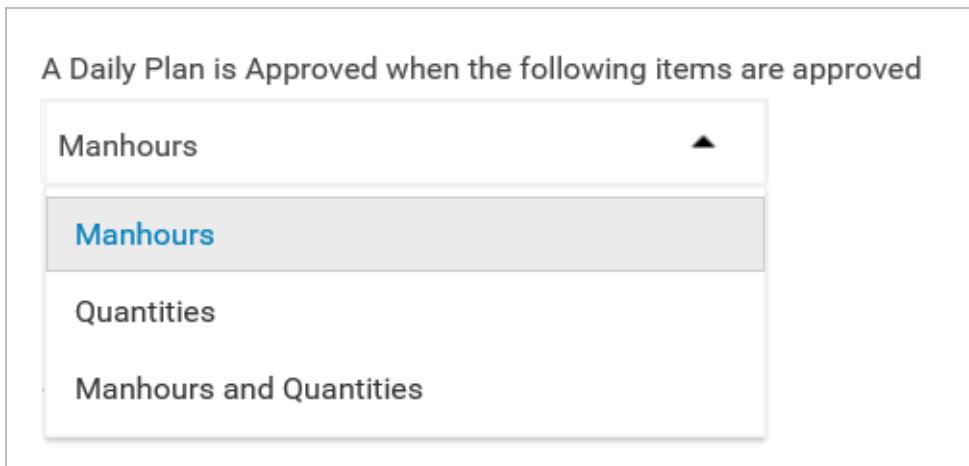 A Daily Plan is Approved when the following items are approved
Manhours
Manhours
Quantities
Manhours and Quantities